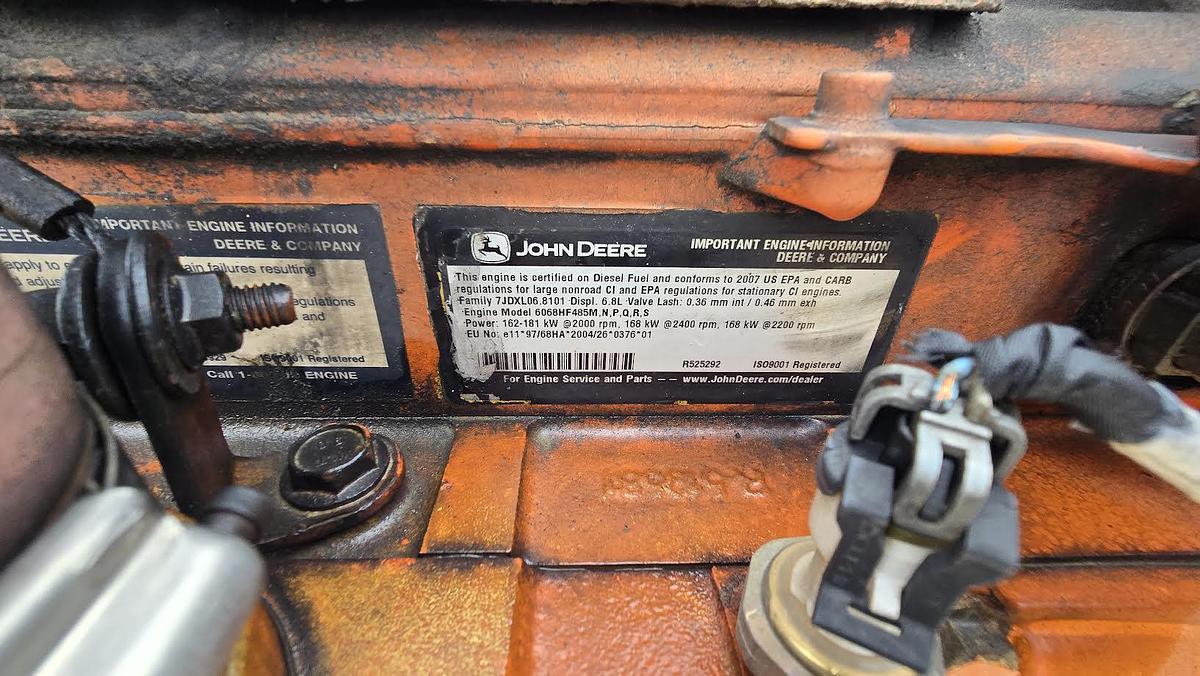 IMPORTANT ENGINE INFORMATION
DEERE & COMPANY
apply to
ain failures resulting
and adjus
egulations
and
929 ISO9001 Registered
Call 1- ENGINE
JOHN DEERE
IMPORTANT ENGINE INFORMATION
DEERE & COMPANY
This engine is certified on Diesel Fuel and conforms to 2007 US EPA and CARB
regulations for large nonroad CI and EPA regulations for stationary CI engines.
Family 7JDXL06.8101 Displ. 6.8L Valve Lash: 0.36 mm int / 0.46 mm exh
Engine Model 6068HF485M,N,P,Q,R,S
Power: 162-181 kW @2000 rpm, 168 kW @2400 rpm, 168 kW @2200 rpm
EU No: e11*97/68HA*2004/26*0376*01
R525292 ISO9001 Registered
For Engine Service and Parts — — www.JohnDeere.com/dealer